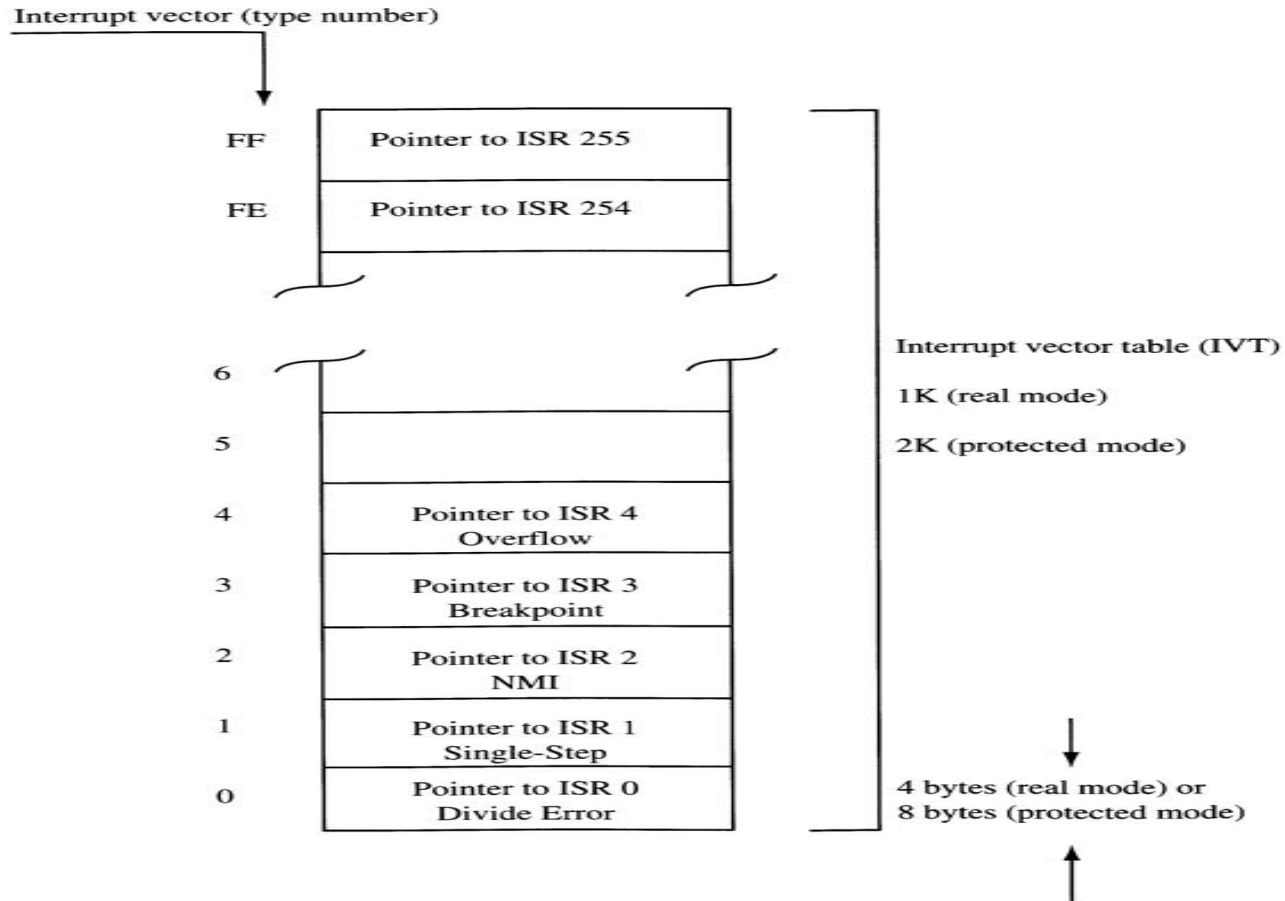 Interrupt vector (type number)
FF
Pointer to ISR 255
FE
Pointer to ISR 254
Interrupt vector table (IVT)
6
1K (real mode)
5
2K (protected mode)
4
Pointer to ISR 4
Overflow
3
Pointer to ISR 3
Breakpoint
2
Pointer to ISR 2
NMI
1
Pointer to ISR 1
Single-Step
0
Pointer to ISR 0
Divide Error
4 bytes (real mode) or
8 bytes (protected mode)